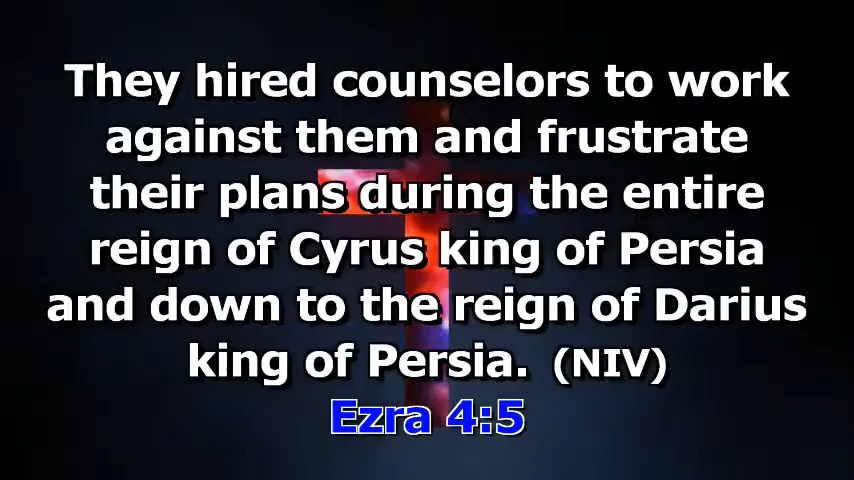 They hired counselors to work
against them and frustrate
their plans during the entire
reign of Cyrus king of Persia
and down to the reign of Darius
king of Persia. (NIV)
Ezra 4:5